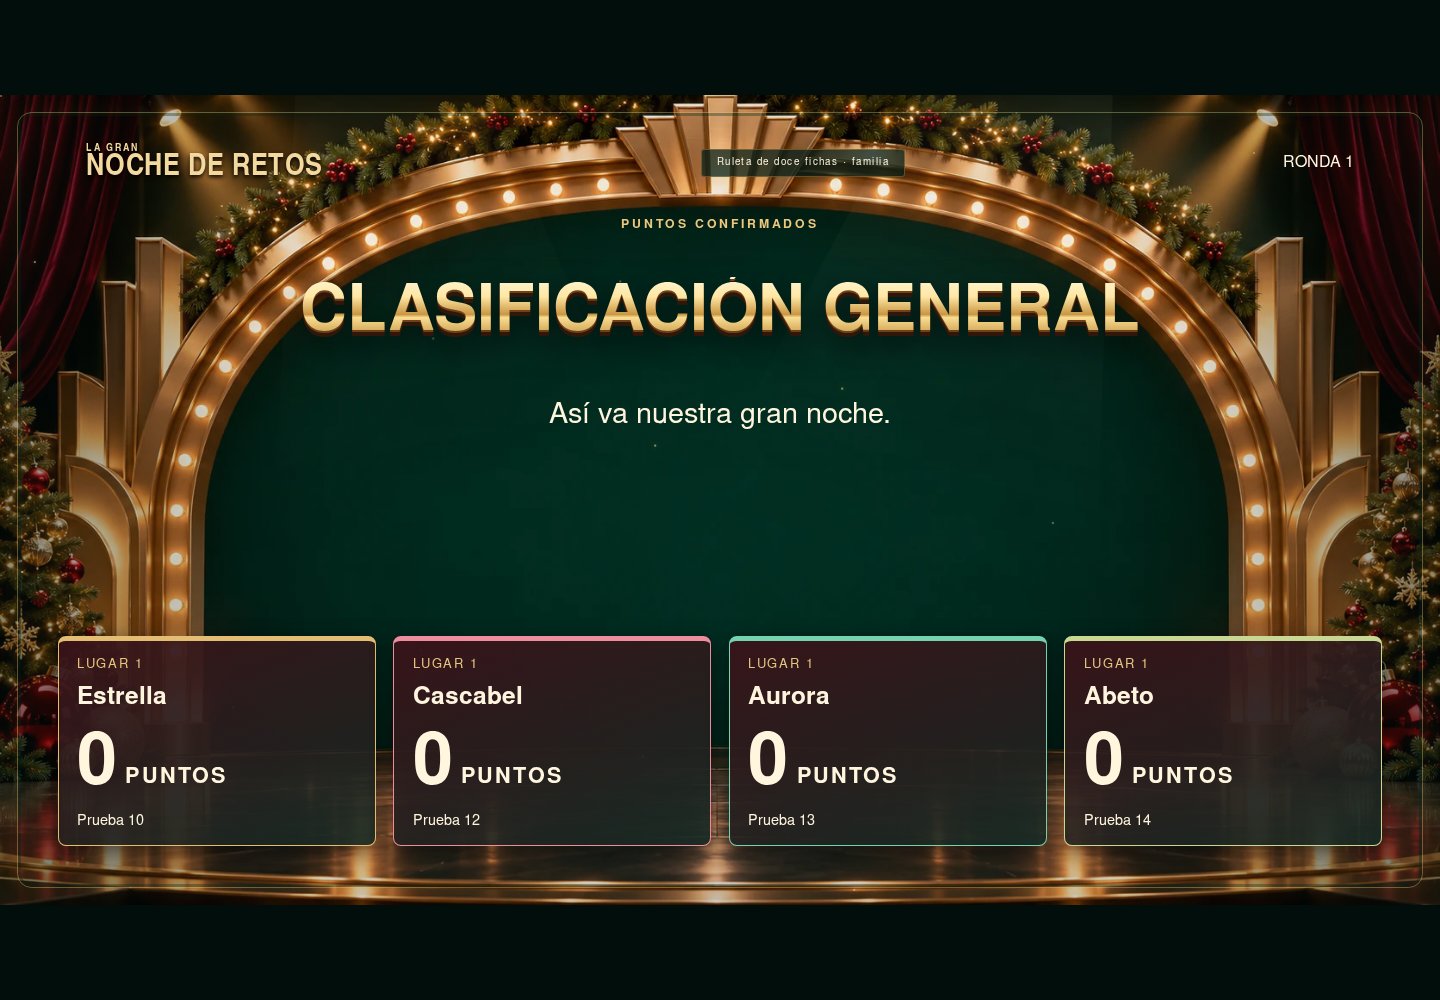 LA GRAN
NOCHE DE RETOS
Ruleta de doce fichas · familia
RONDA 1
PUNTOS CONFIRMADOS
CLASIFICACIÓN GENERAL
Así va nuestra gran noche.
LUGAR 1
Estrella
0 PUNTOS
Prueba 10
LUGAR 1
Cascabel
0 PUNTOS
Prueba 12
LUGAR 1
Aurora
0 PUNTOS
Prueba 13
LUGAR 1
Abeto
0 PUNTOS
Prueba 14